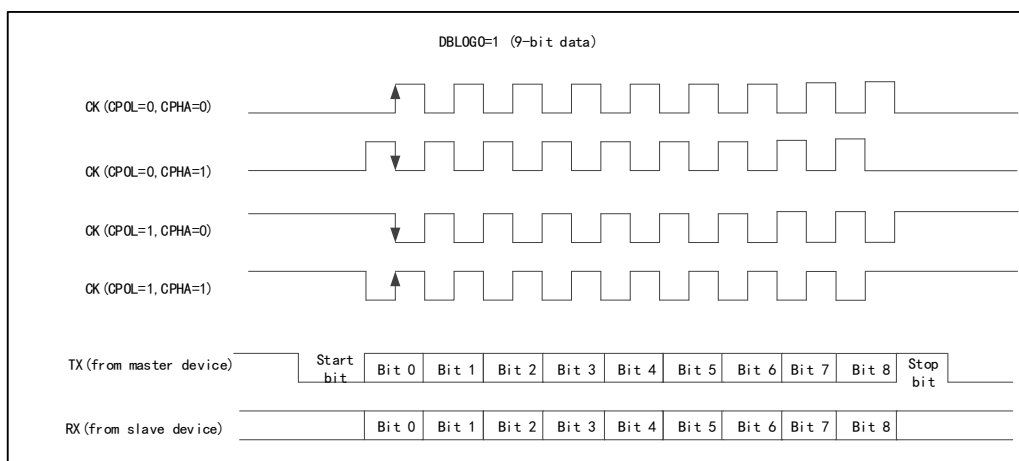 DBLOGO=1 (9-bit data)
CK(CPOL=0,CPHA=0)
CK(CPOL=0,CPHA=1)
CK(CPOL=1,CPHA=0)
CK(CPOL=1,CPHA=1)
TX(from master device) Start bit Bit 0 Bit 1 Bit 2 Bit 3 Bit 4 Bit 5 Bit 6 Bit 7 Bit 8 Stop bit
RX(from slave device) Bit 0 Bit 1 Bit 2 Bit 3 Bit 4 Bit 5 Bit 6 Bit 7 Bit 8